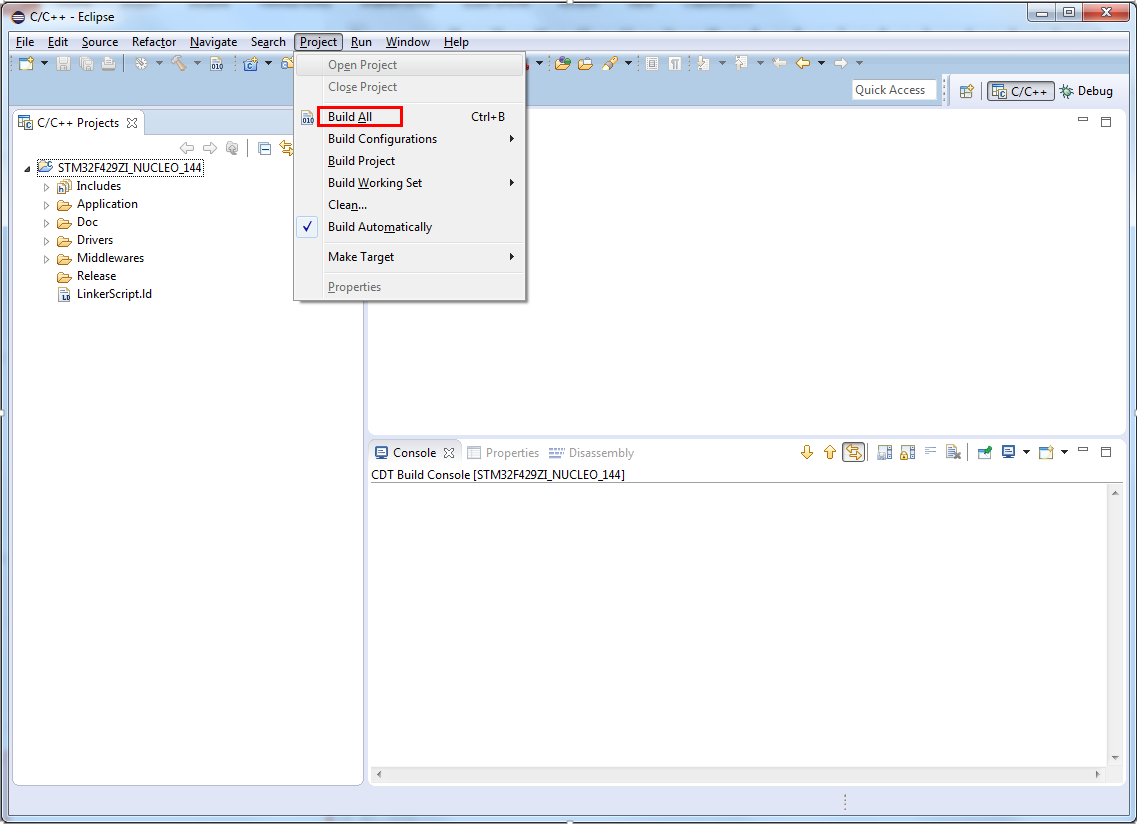 C/C++ - Eclipse
File Edit Source Refactor Navigate Search Project Run Window Help
Open Project
Close Project
Build All Ctrl+B
Build Configurations
Build Project
Build Working Set
Clean...
Build Automatically
Make Target
Properties
Quick Access
C/C++ Debug
C/C++ Projects
STM32F429ZI_NUCLEO_144
Includes
Application
Doc
Drivers
Middlewares
Release
LinkerScript.ld
Console Properties Disassembly
CDT Build Console [STM32F429ZI_NUCLEO_144]